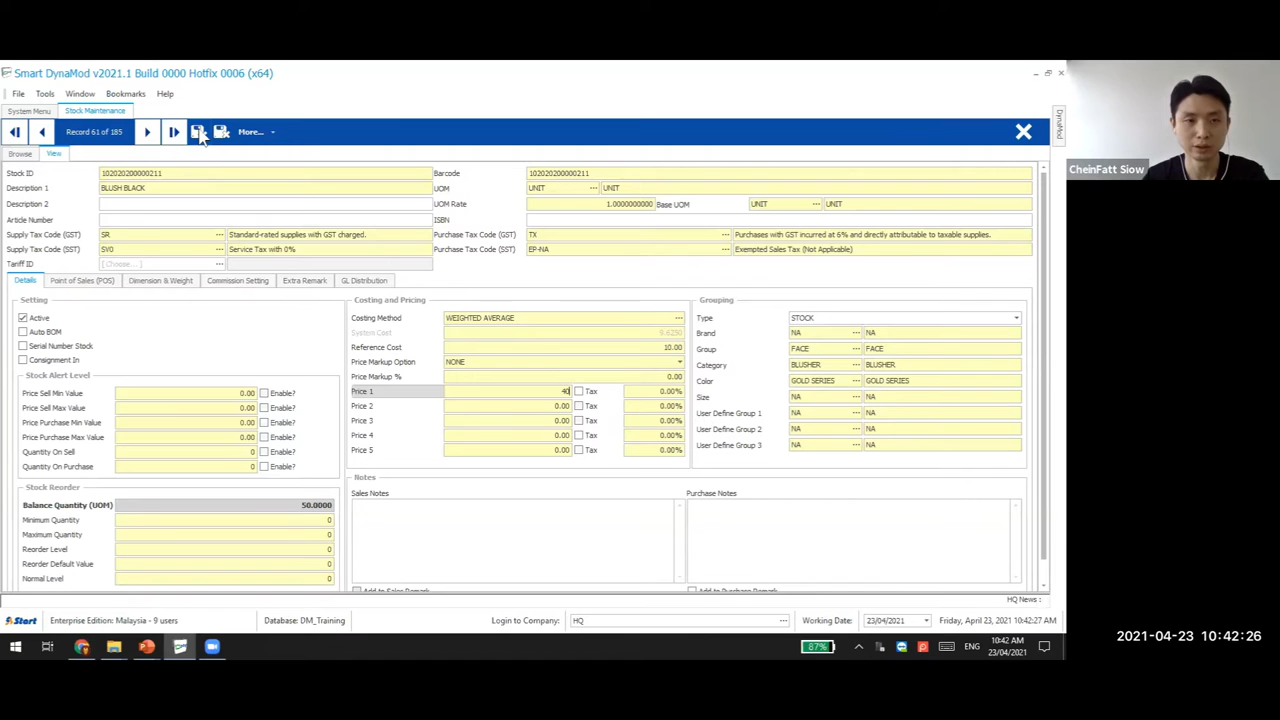 Smart DynaMod v2021.1 Build 0000 Hotfix 0006 (x64)
File Tools Window Bookmarks Help
System Menu Stock Maintenance
Record 61 of 185 More...
DynaMod
Browse View
Stock ID 102020200000211 Barcode 102020200000211
Description 1 BLUSH BLACK UOM UNIT ... UNIT
Description 2 UOM Rate 1.0000000000 Base UOM UNIT ... UNIT
Article Number ISBN
Supply Tax Code (GST) SR ... Standard-rated supplies with GST charged. Purchase Tax Code (GST) TX ... Purchases with GST incurred at 6% and directly attributable to taxable supplies.
Supply Tax Code (SST) SV0 ... Service Tax with 0% Purchase Tax Code (SST) EP-NA ... Exempted Sales Tax (Not Applicable)
Tariff ID [ Choose... ] ...
Details Point of Sales (POS) Dimension & Weight Commission Setting Extra Remark GL Distribution
Setting Costing and Pricing Grouping
Active Costing Method WEIGHTED AVERAGE ... Type STOCK
Auto BOM System Cost 9.6250 Brand NA ... NA
Serial Number Stock Reference Cost 10.00 Group FACE ... FACE
Consignment In Price Markup Option NONE Category BLUSHER ... BLUSHER
Stock Alert Level Price Markup % 0.00 Color GOLD SERIES ... GOLD SERIES
Price Sell Min Value 0.00 Enable? Price 1 40 Tax 0.00% Size NA ... NA
Price Sell Max Value 0.00 Enable? Price 2 0.00 Tax 0.00% User Define Group 1 NA ... NA
Price Purchase Min Value 0.00 Enable? Price 3 0.00 Tax 0.00% User Define Group 2 NA ... NA
Price Purchase Max Value 0.00 Enable? Price 4 0.00 Tax 0.00% User Define Group 3 NA ... NA
Quantity On Sell 0 Enable? Price 5 0.00 Tax 0.00%
Quantity On Purchase 0 Enable?
Stock Reorder Notes
Balance Quantity (UOM) 50.0000 Sales Notes Purchase Notes
Minimum Quantity 0
Maximum Quantity 0
Reorder Level 0
Reorder Default Value 0
Normal Level 0
Add to Sales Remark Add to Purchase Remark
HQ News :
Start Enterprise Edition: Malaysia - 9 users Database: DM_Training Login to Company: HQ ... Working Date: 23/04/2021 Friday, April 23, 2021 10:42:27 AM
87% ENG 10:42 AM
23/04/2021
CheinFatt Siow
2021-04-23 10:42:26